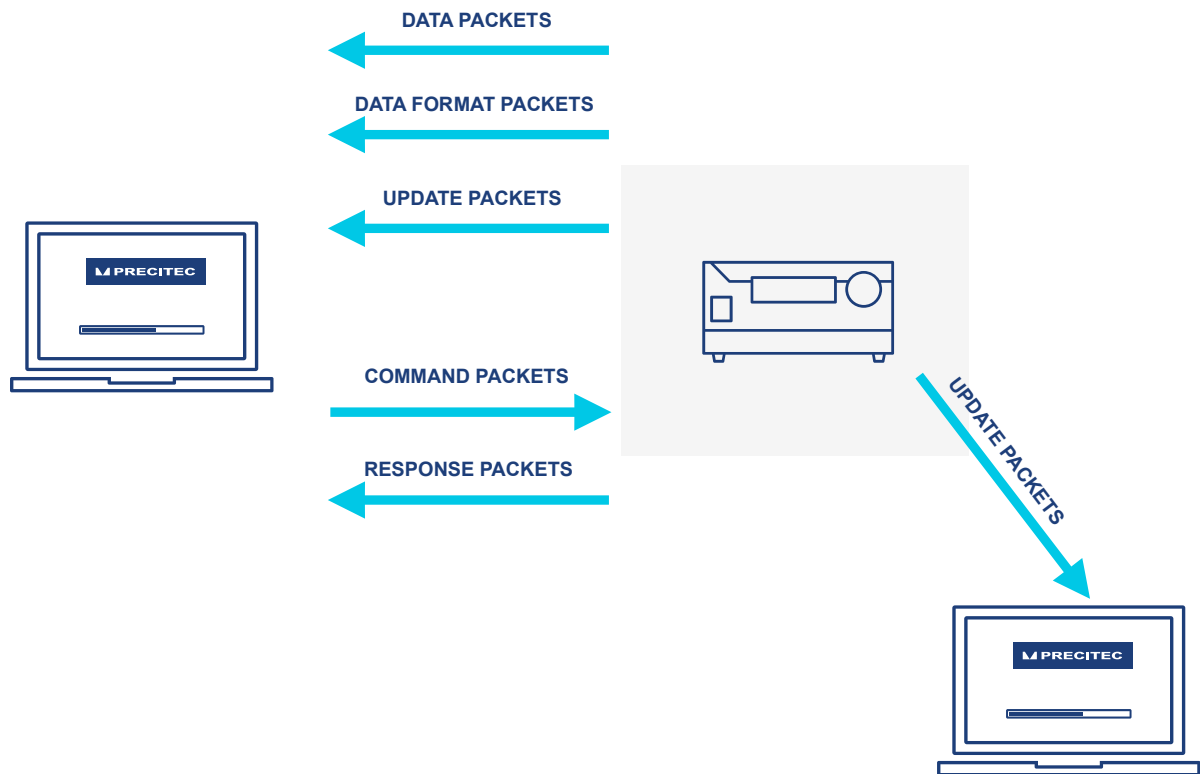 DATA PACKETS
DATA FORMAT PACKETS
UPDATE PACKETS
PRECITEC
COMMAND PACKETS
RESPONSE PACKETS
UPDATE PACKETS
PRECITEC